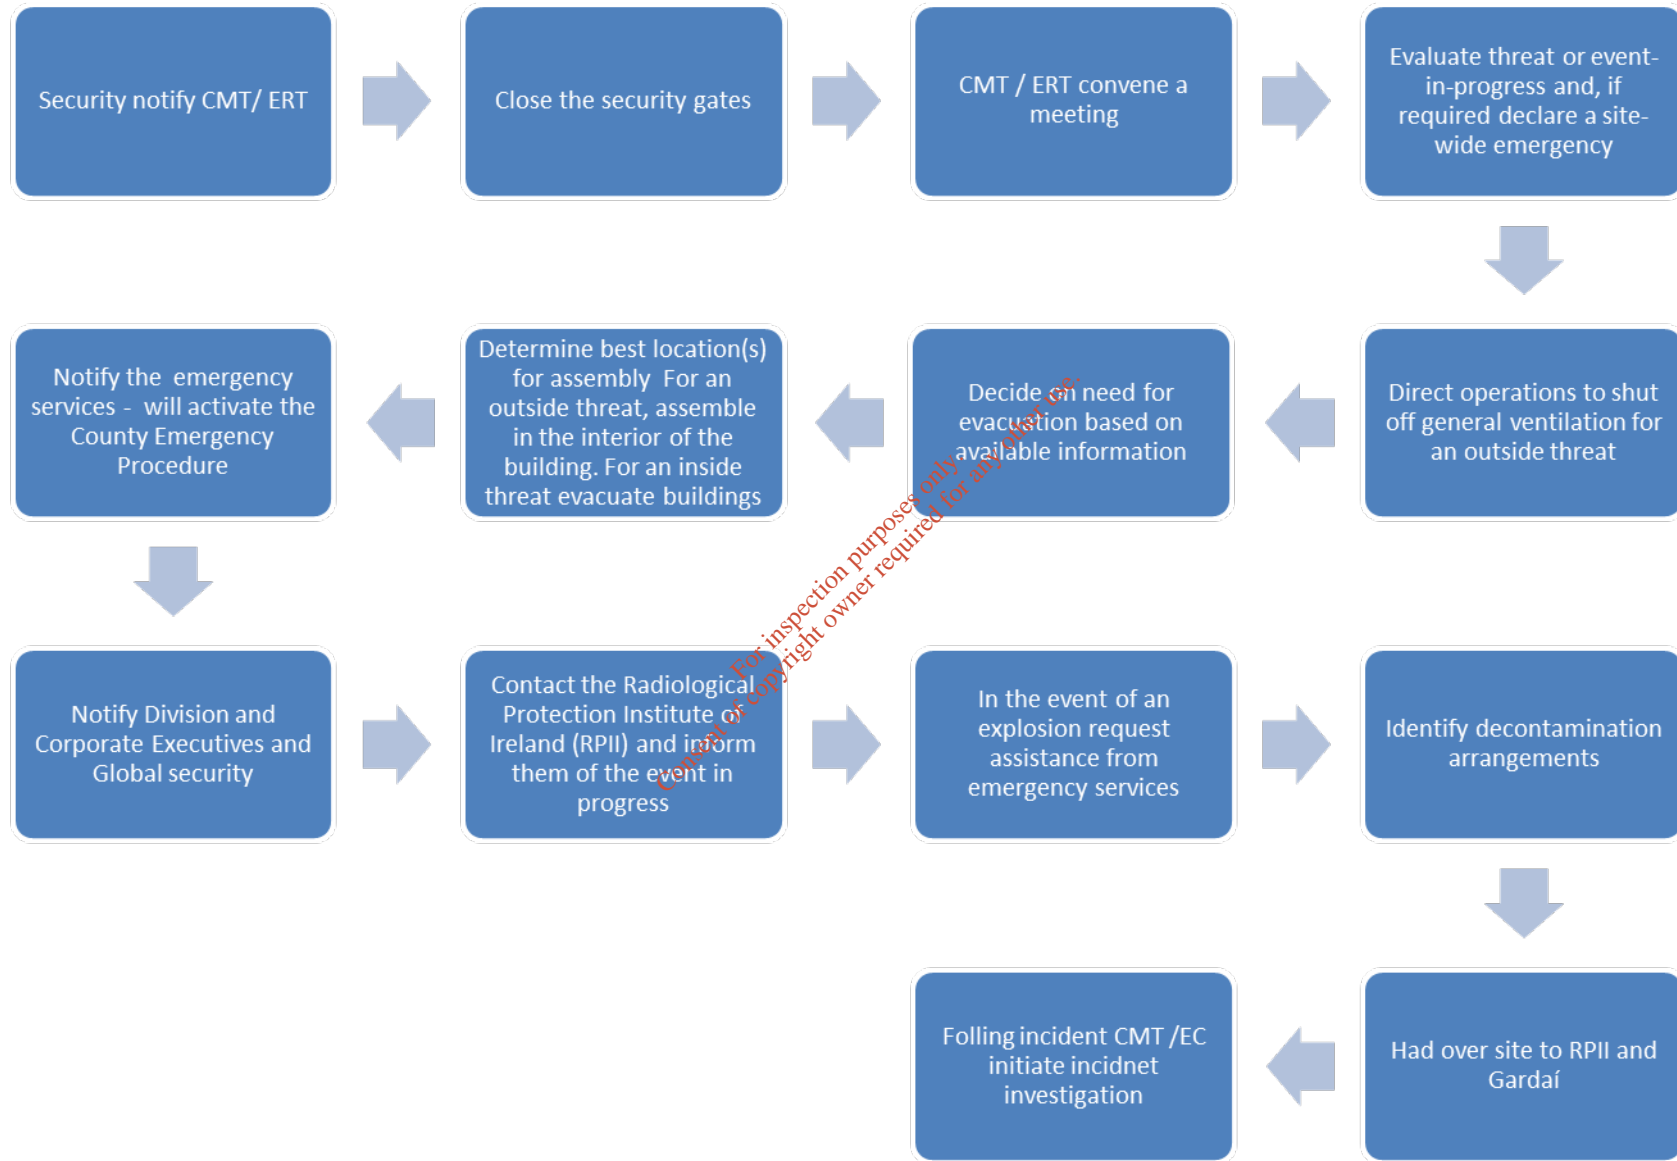 Security notify CMT/ ERT
Close the security gates
CMT / ERT convene a
meeting
Evaluate threat or event-
in-progress and, if
required declare a site-
wide emergency
Direct operations to shut
off general ventilation for
an outside threat
Decide on need for
evacuation based on
available information
Determine best location(s)
for assembly For an
outside threat, assemble
in the interior of the
building. For an inside
threat evacuate buildings
Notify the emergency
services - will activate the
County Emergency
Procedure
Notify Division and
Corporate Executives and
Global security
Contact the Radiological
Protection Institute of
Ireland (RPII) and inform
them of the event in
progress
In the event of an
explosion request
assistance from
emergency services
Identify decontamination
arrangements
Had over site to RPII and
Gardaí
Folling incident CMT /EC
initiate incidnet
investigation
For inspection purposes only.
Consent of copyright owner required for any other use.